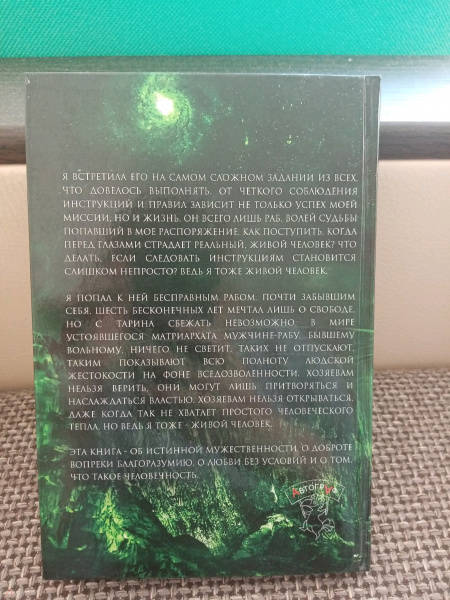 Я ВСТРЕТИЛА ЕГО НА САМОМ СЛОЖНОМ ЗАДАНИИ ИЗ ВСЕХ,
ЧТО ДОВЕЛОСЬ ВЫПОЛНЯТЬ. ОТ ЧЕТКОГО СОБЛЮДЕНИЯ
ИНСТРУКЦИЙ И ПРАВИЛ ЗАВИСИТ НЕ ТОЛЬКО УСПЕХ МОЕЙ
МИССИИ, НО И ЖИЗНЬ. ОН ВСЕГО ЛИШЬ РАБ, ВОЛЕЙ СУДЬБЫ
ПОПАВШИЙ В МОЕ РАСПОРЯЖЕНИЕ. КАК ПОСТУПИТЬ, КОГДА
ПЕРЕД ГЛАЗАМИ СТРАДАЕТ РЕАЛЬНЫЙ, ЖИВОЙ ЧЕЛОВЕК? ЧТО
ДЕЛАТЬ, ЕСЛИ СЛЕДОВАТЬ ИНСТРУКЦИЯМ СТАНОВИТСЯ
СЛИШКОМ НЕПРОСТО? ВЕДЬ Я ТОЖЕ ЖИВОЙ ЧЕЛОВЕК.
Я ПОПАЛ К НЕЙ БЕСПРАВНЫМ РАБОМ, ПОЧТИ ЗАБЫВШИМ
СЕБЯ. ШЕСТЬ БЕСКОНЕЧНЫХ ЛЕТ МЕЧТАЛ ЛИШЬ О СВОБОДЕ,
НО С ТАРИНА СБЕЖАТЬ НЕВОЗМОЖНО. В МИРЕ
УСТОЯВШЕГОСЯ МАТРИАРХАТА МУЖЧИНЕ-РАБУ, БЫВШЕМУ
ВОЛЬНОМУ, НИЧЕГО НЕ СВЕТИТ. ТАКИХ НЕ ОТПУСКАЮТ,
ТАКИМ ПОКАЗЫВАЮТ ВСЮ ПОЛНОТУ ЛЮДСКОЙ
ЖЕСТОКОСТИ НА ФОНЕ ВСЕДОЗВОЛЕННОСТИ. ХОЗЯЕВАМ
НЕЛЬЗЯ ВЕРИТЬ, ОНИ МОГУТ ЛИШЬ ПРИТВОРЯТЬСЯ И
НАСЛАЖДАТЬСЯ ВЛАСТЬЮ. ХОЗЯЕВАМ НЕЛЬЗЯ ОТКРЫВАТЬСЯ,
ДАЖЕ КОГДА ТАК НЕ ХВАТАЕТ ПРОСТОГО ЧЕЛОВЕЧЕСКОГО
ТЕПЛА. НО ВЕДЬ Я ТОЖЕ - ЖИВОЙ ЧЕЛОВЕК.
ЭТА КНИГА - ОБ ИСТИННОЙ МУЖЕСТВЕННОСТИ, О ДОБРОТЕ
ВОПРЕКИ БЛАГОРАЗУМИЮ, О ЛЮБВИ БЕЗ УСЛОВИЙ И О ТОМ,
ЧТО ТАКОЕ ЧЕЛОВЕЧНОСТЬ.